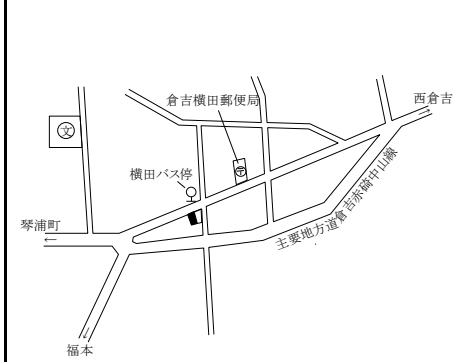 倉吉横田郵便局
西倉吉
→
文
〒
横田バス停
主要地方道倉吉赤碕中山線
琴浦町
←
福本
←